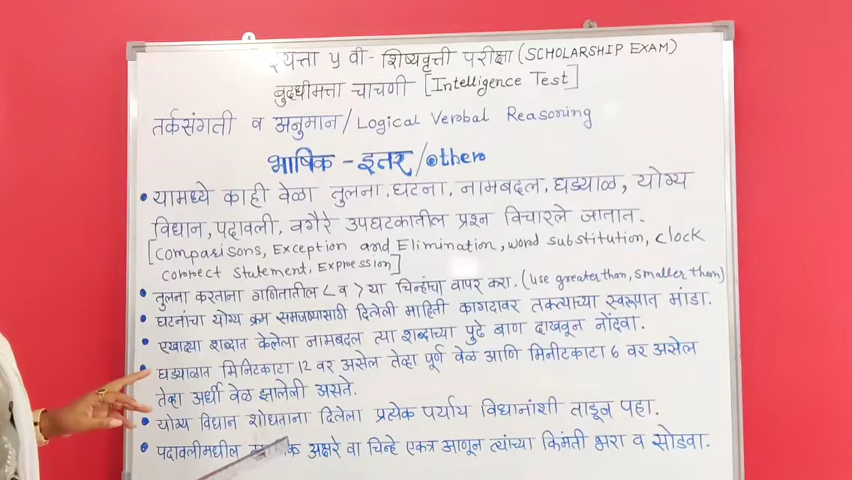 इयत्ता ५ वी - शिष्यवृत्ती परीक्षा (SCHOLARSHIP EXAM)
बुद्धीमत्ता चाचणी [Intelligence Test]
तर्कसंगती व अनुमान / Logical Verbal Reasoning
भाषिक - इतर / others
• यामध्ये काही वेळा तुलना, घटना, नामबदल, घड्याळ, योग्य
विधान, पदावली, वगैरे उपघटकातील प्रश्न विचारले जातात.
[Comparisons, Exception and Elimination, word substitution, clock
correct statement, Expression]
• तुलना करताना गणितातील < व > या चिन्हांचा वापर करा. (use greater than, smaller than)
• घटनांचा योग्य क्रम समजण्यासाठी दिलेली माहिती कागदावर तक्त्याच्या स्वरूपात मांडा.
• एखाद्या शब्दात केलेला नामबदल त्या शब्दाच्या पुढे बाण दाखवून नोंदवा.
• घड्याळात मिनिटकाटा 12 वर असेल तेव्हा पूर्ण वेळ आणि मिनीटकाटा 6 वर असेल
तेव्हा अर्धी वेळ झालेली असते.
• योग्य विधान शोधताना दिलेला प्रत्येक पर्याय विधानांशी ताडून पहा.
• पदावलीमधील अक्षरे वा चिन्हे एकत्र आणून त्यांच्या किंमती भरा व सोडवा.